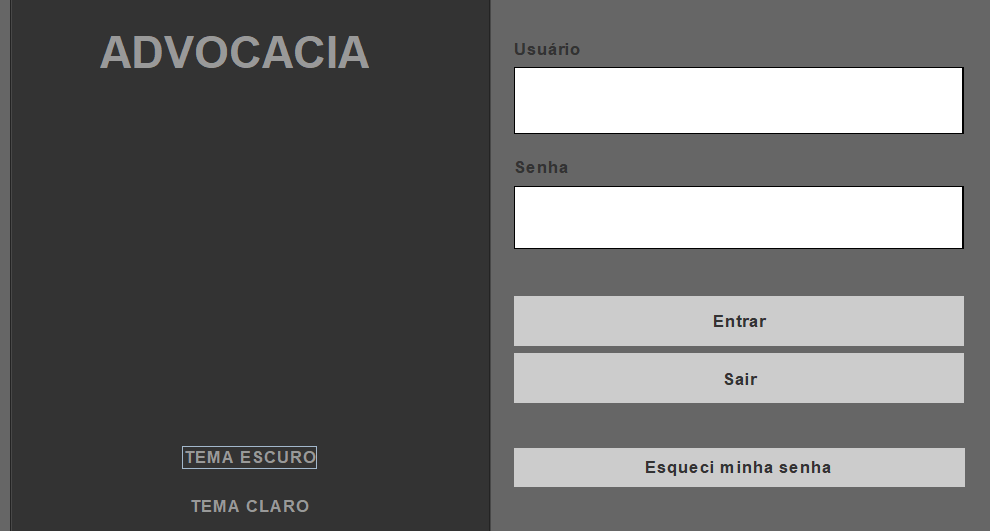 ADVOCACIA
TEMA ESCURO
TEMA CLARO
Usuário
Senha
Entrar
Sair
Esqueci minha senha